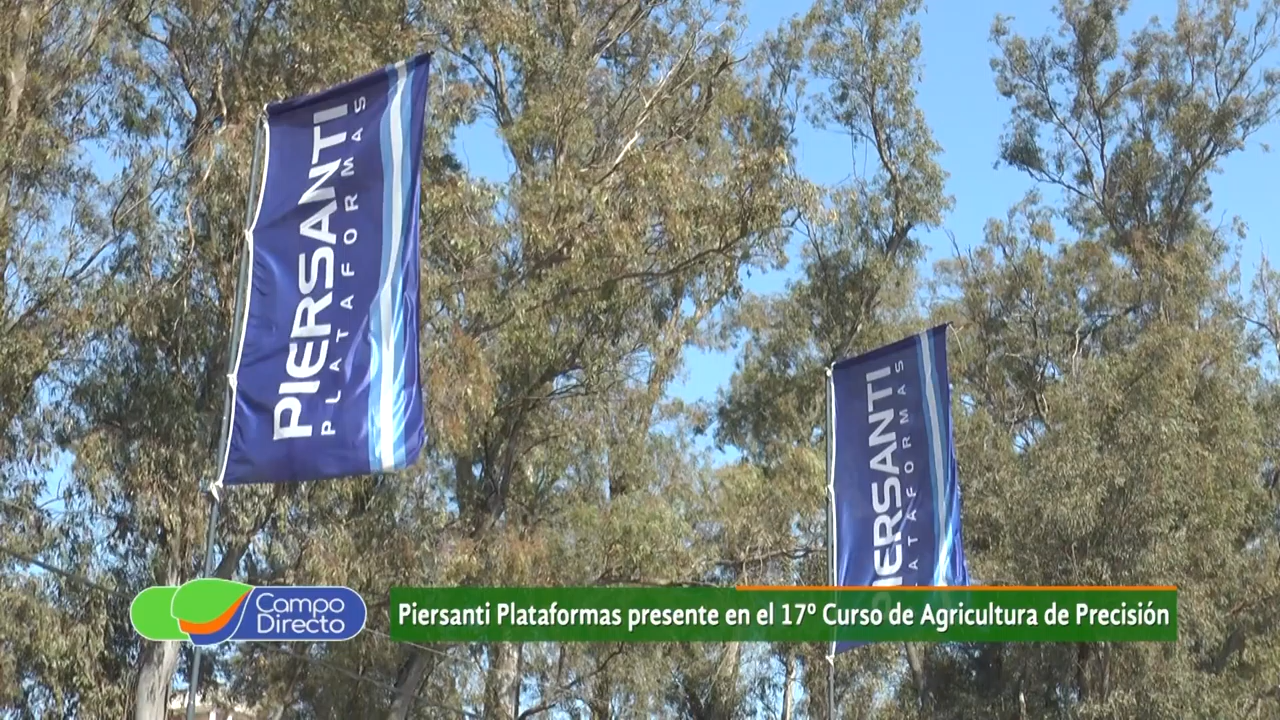 PIERSANTI
PLATAFORMAS
PIERSANTI
PLATAFORMAS
Campo
Directo
Piersanti Plataformas presente en el 17º Curso de Agricultura de Precisión